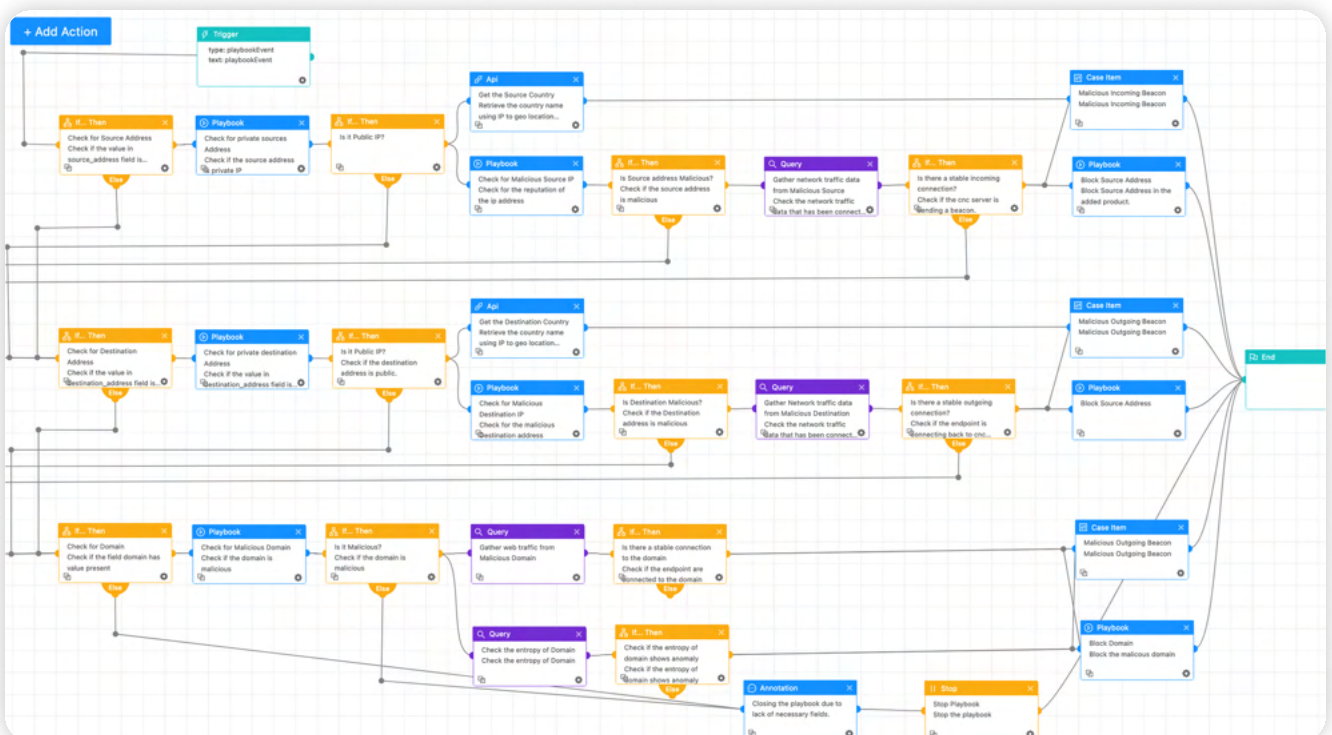 + Add Action
Trigger
type: playbookEvent
text: playbookEvent
If... Then
Check for Source Address
Check if the value in
source_address field is...
Else
Playbook
Check for private sources
Address
Check if the source address
private IP
If... Then
Is it Public IP?
Else
Api
Get the Source Country
Retrieve the country name
using IP to geo location...
Playbook
Check for Malicious Source IP
Check for the reputation of
the ip address
If... Then
Is Source address Malicious?
Check if the source address
is malicious
Else
Query
Gather network traffic data
from Malicious Source
Check the network traffic
data that has been connect...
If... Then
Is there a stable incoming
connection?
Check if the cnc server is
sending a beacon.
Else
Case Item
Malicious Incoming Beacon
Malicious Incoming Beacon
Playbook
Block Source Address
Block Source Address in the
added product.
If... Then
Check for Destination
Address
Check if the value in
destination_address field is...
Else
Playbook
Check for private destination
Address
Check if the value in
destination_address field is...
If... Then
Is it Public IP?
Check if the destination
address is public.
Else
Api
Get the Destination Country
Retrieve the country name
using IP to geo location...
Playbook
Check for Malicious
Destination IP
Check for the malicious
destination address
If... Then
Is Destination Malicious?
Check if the Destination
address is malicious
Else
Query
Gather Network traffic data
from Malicious Destination
Check the network traffic
data that has been connect...
If... Then
Is there a stable outgoing
connection?
Check if the endpoint is
connecting back to cnc...
Else
Case Item
Malicious Outgoing Beacon
Malicious Outgoing Beacon
Playbook
Block Source Address
End
If... Then
Check for Domain
Check if the field domain has
value present
Else
Playbook
Check for Malicious Domain
Check if the domain is
malicious
If... Then
Is it Malicious?
Check if the domain is
malicious
Else
Query
Gather web traffic from
Malicious Domain
If... Then
Is there a stable connection
to the domain
Check if the endpoint are
connected to the domain
Else
Case Item
Malicious Outgoing Beacon
Malicious Outgoing Beacon
Query
Check the entropy of Domain
Check the entropy of Domain
If... Then
Check if the entropy of
domain shows anomaly
Check if the entropy of
domain shows anomaly
Else
Playbook
Block Domain
Block the malicous domain
Annotation
Closing the playbook due to
lack of necessary fields.
Stop
Stop Playbook
Stop the playbook